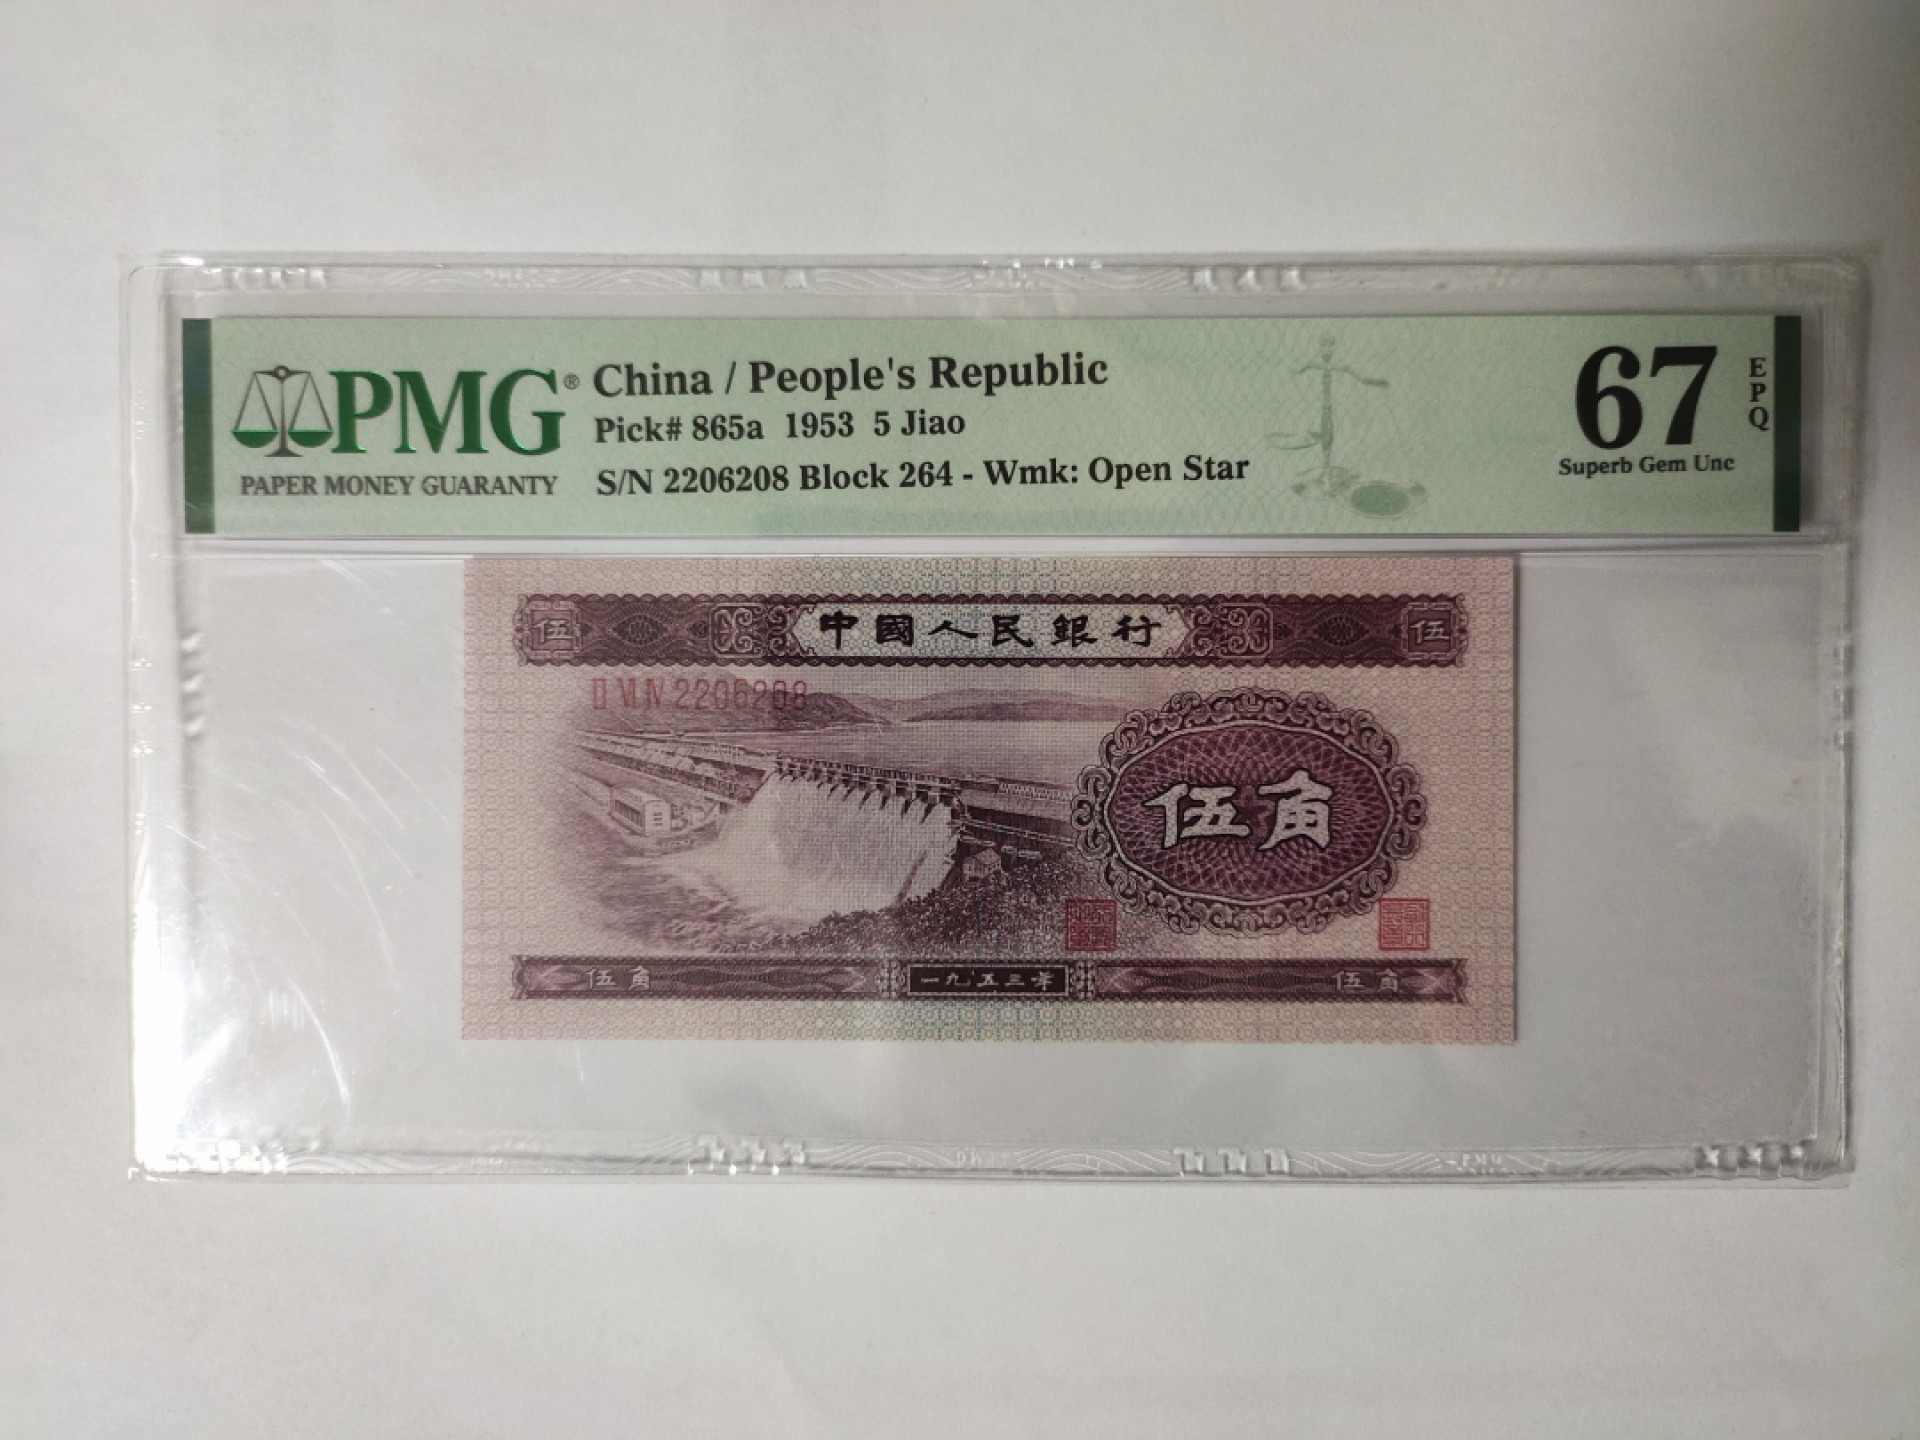 PMG®
PAPER MONEY GUARANTY
China / People's Republic
Pick# 865a 1953 5 Jiao
S/N 2206208 Block 264 - Wmk: Open Star
67
EPQ
Superb Gem Unc
伍 中國人民銀行 伍
Ⅱ Ⅵ Ⅳ 2206208
伍角
伍角 一九五三年 伍角